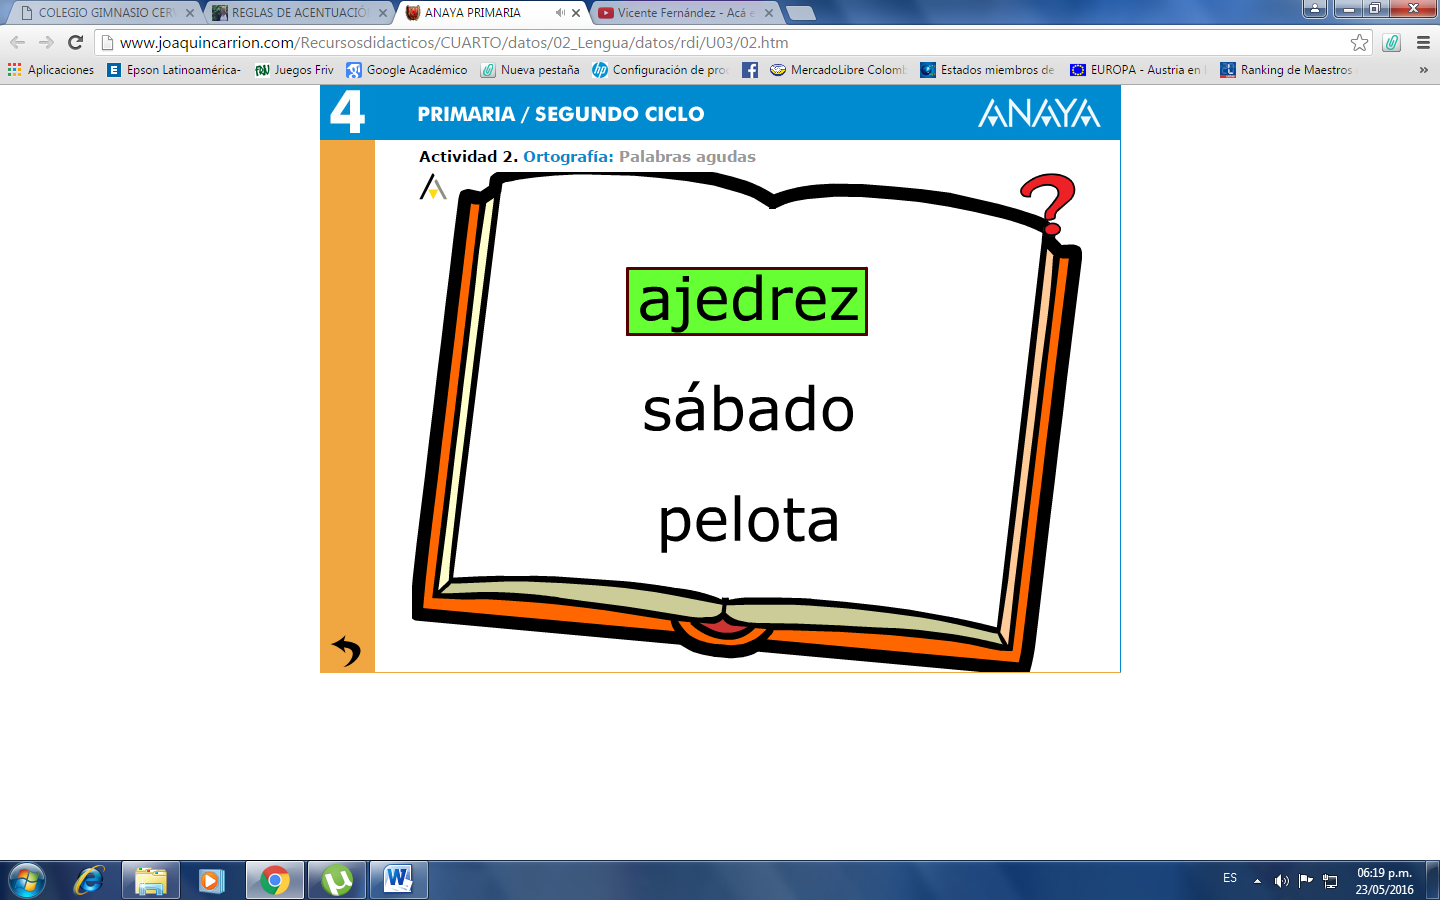 COLEGIO GIMNASIO CER
REGLAS DE ACENTUACIÓ
ANAYA PRIMARIA
Vicente Fernández - Acá e
www.joaquincarrion.com/Recursosdidacticos/CUARTO/datos/02_Lengua/datos/rdi/U03/02.htm
Aplicaciones
Epson Latinoamérica-
Juegos Friv
Google Académico
Nueva pestaña
Configuración de pro
MercadoLibre Colomb
Estados miembros de
EUROPA - Austria en
Ranking de Maestros
»
4
PRIMARIA / SEGUNDO CICLO
ANAYA
Actividad 2. Ortografía: Palabras agudas
?
ajedrez
sábado
pelota
ES
06:19 p.m.
23/05/2016